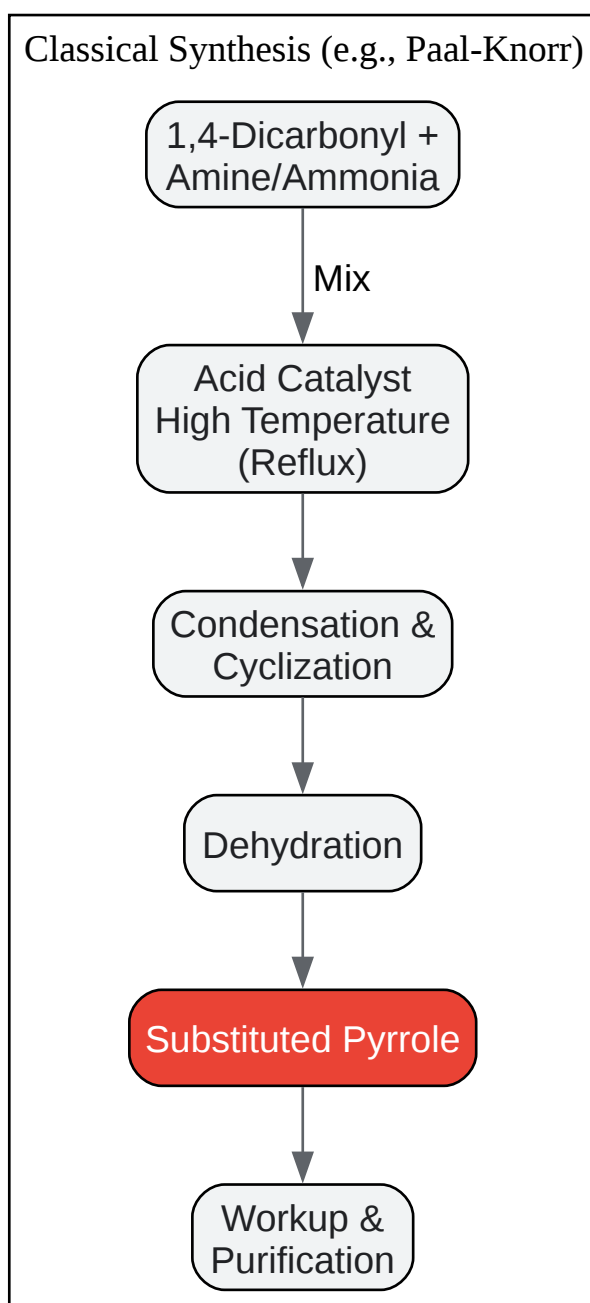 Classical Synthesis (e.g., Paal-Knorr)
1,4-Dicarbonyl +
Amine/Ammonia
Mix
Acid Catalyst
High Temperature
(Reflux)
Condensation &
Cyclization
Dehydration
Substituted Pyrrole
Workup &
Purification